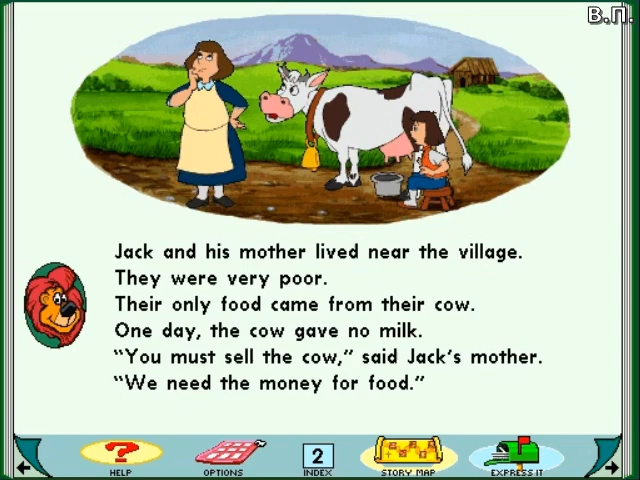 В.П.
Jack and his mother lived near the village.
They were very poor.
Their only food came from their cow.
One day, the cow gave no milk.
“You must sell the cow,” said Jack’s mother.
“We need the money for food.”
?
2
HELP
OPTIONS
INDEX
STORY MAP
EXPRESS IT